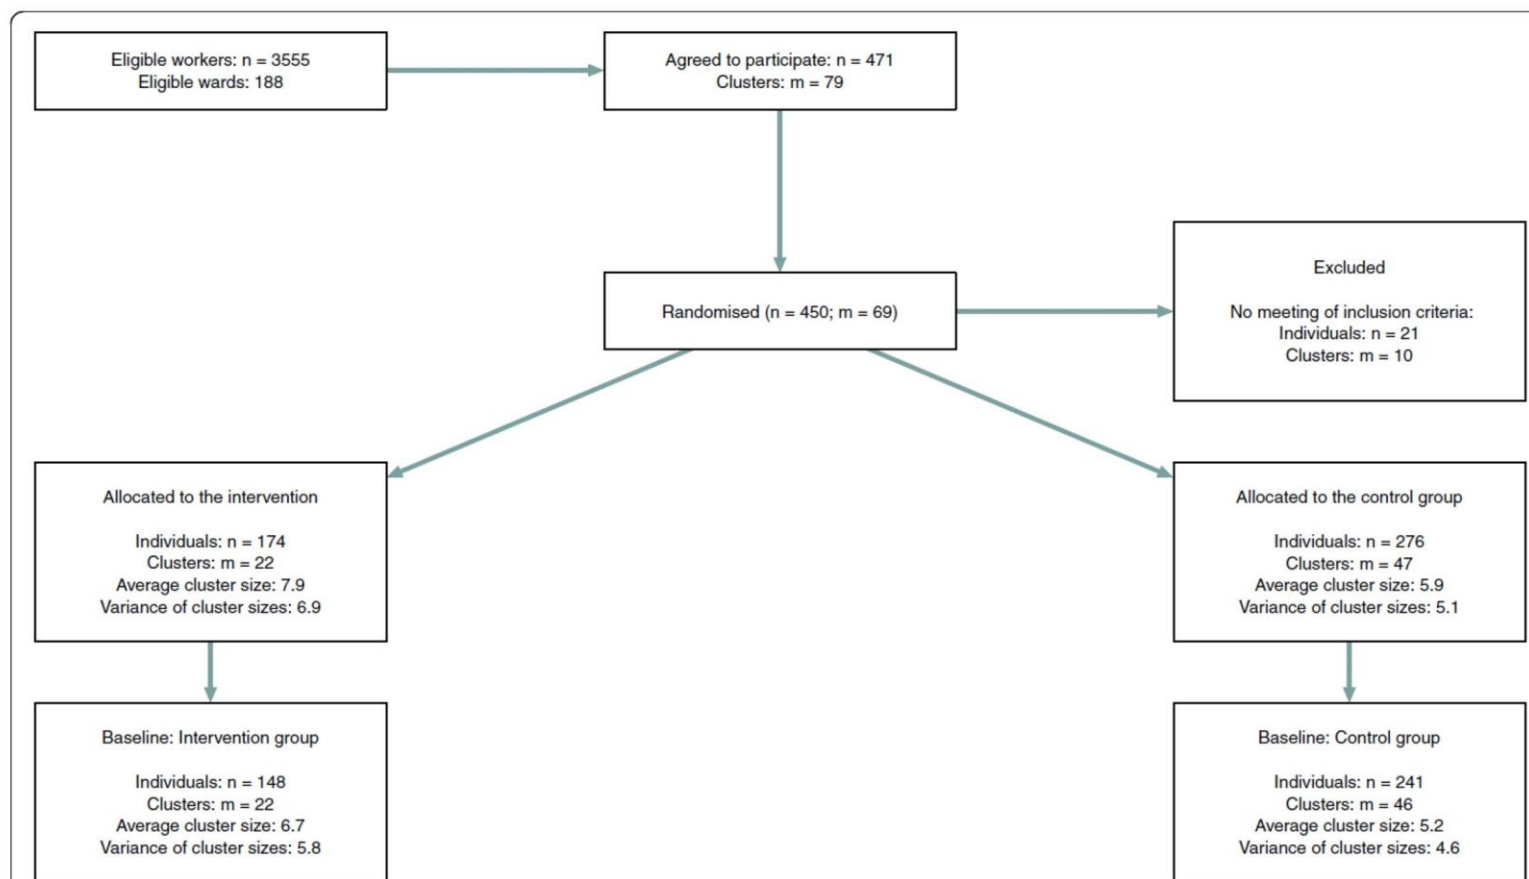 Eligible workers: n = 3555
Eligible wards: 188
Agreed to participate: n = 471
Clusters: m = 79
Randomised (n = 450; m = 69)
Excluded
No meeting of inclusion criteria:
Individuals: n = 21
Clusters: m = 10
Allocated to the intervention
Individuals: n = 174
Clusters: m = 22
Average cluster size: 7.9
Variance of cluster sizes: 6.9
Allocated to the control group
Individuals: n = 276
Clusters: m = 47
Average cluster size: 5.9
Variance of cluster sizes: 5.1
Baseline: Intervention group
Individuals: n = 148
Clusters: m = 22
Average cluster size: 6.7
Variance of cluster sizes: 5.8
Baseline: Control group
Individuals: n = 241
Clusters: m = 46
Average cluster size: 5.2
Variance of cluster sizes: 4.6